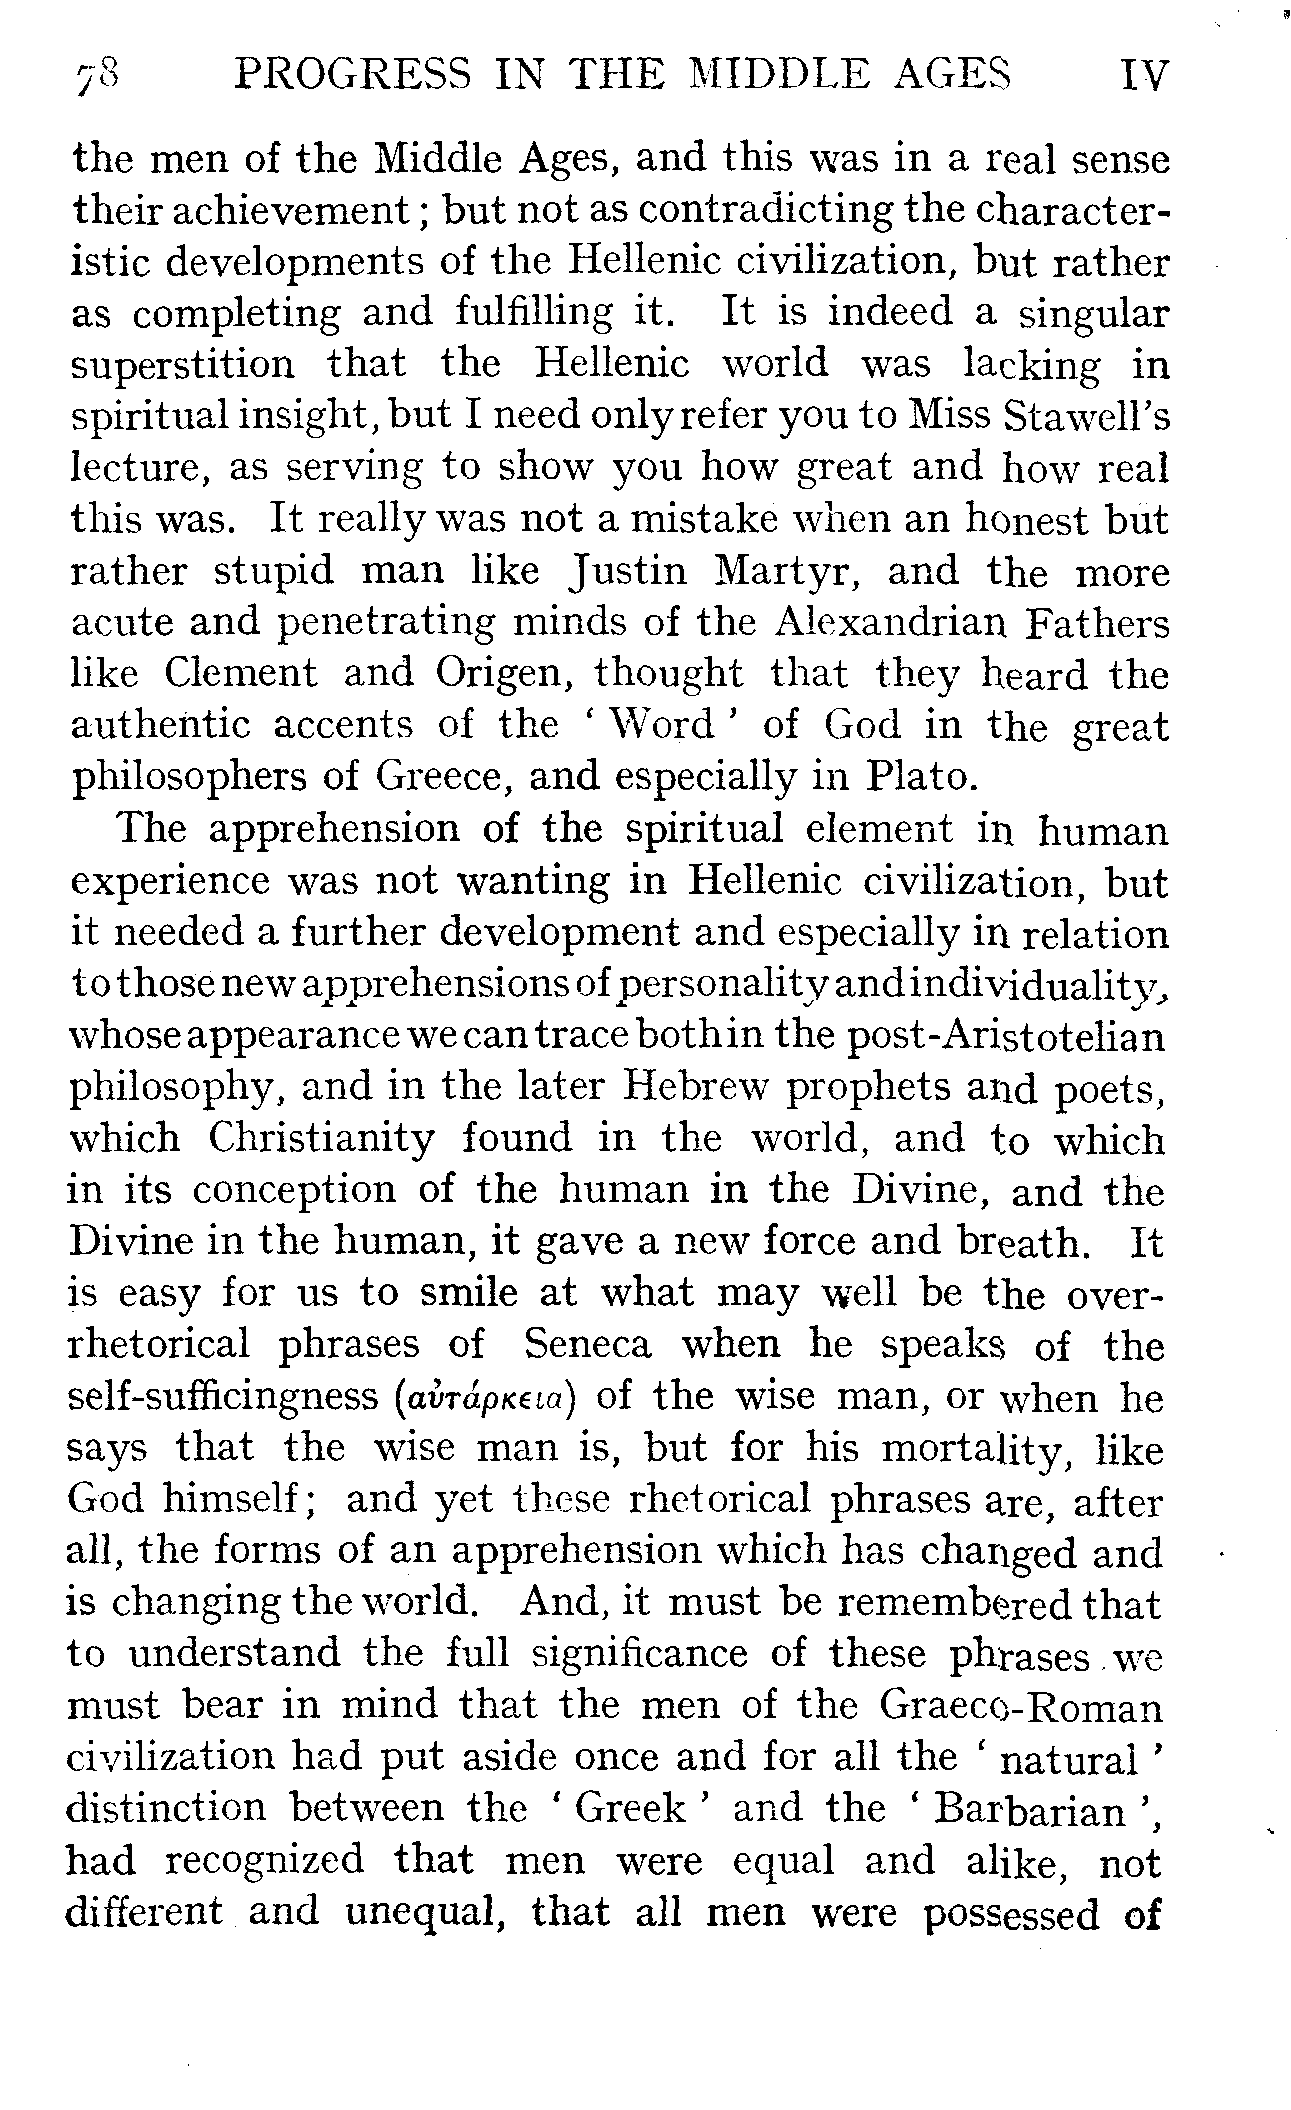 78 PROGRESS IN THE MIDDLE AGES IV
the men of the Middle Ages, and this was in a real sense
their achievement ; but not as contradicting the character-
istic developments of the Hellenic civilization, but rather
as completing and fulfilling it. It is indeed a singular
superstition that the Hellenic world was lacking in
spiritual insight, but I need only refer you to Miss Stawell's
lecture, as serving to show you how great and how real
this was. It really was not a mistake when an honest but
rather stupid man like Justin Martyr, and the more
acute and penetrating minds of the Alexandrian Fathers
like Clement and Origen, thought that they heard the
authentic accents of the ‘ Word ’ of God in the great
philosophers of Greece, and especially in Plato.
The apprehension of the spiritual element in human
experience was not wanting in Hellenic civilization, but
it needed a further development and especially in relation
to those new apprehensions of personality and individuality,
whose appearance we can trace both in the post-Aristotelian
philosophy, and in the later Hebrew prophets and poets,
which Christianity found in the world, and to which
in its conception of the human in the Divine, and the
Divine in the human, it gave a new force and breath. It
is easy for us to smile at what may well be the over-
rhetorical phrases of Seneca when he speaks of the
self-sufficingness (αὐτάρκεια) of the wise man, or when he
says that the wise man is, but for his mortality, like
God himself; and yet these rhetorical phrases are, after
all, the forms of an apprehension which has changed and
is changing the world. And, it must be remembered that
to understand the full significance of these phrases we
must bear in mind that the men of the Graeco-Roman
civilization had put aside once and for all the ‘ natural ’
distinction between the ‘ Greek ’ and the ‘ Barbarian ’,
had recognized that men were equal and alike, not
different and unequal, that all men were possessed of